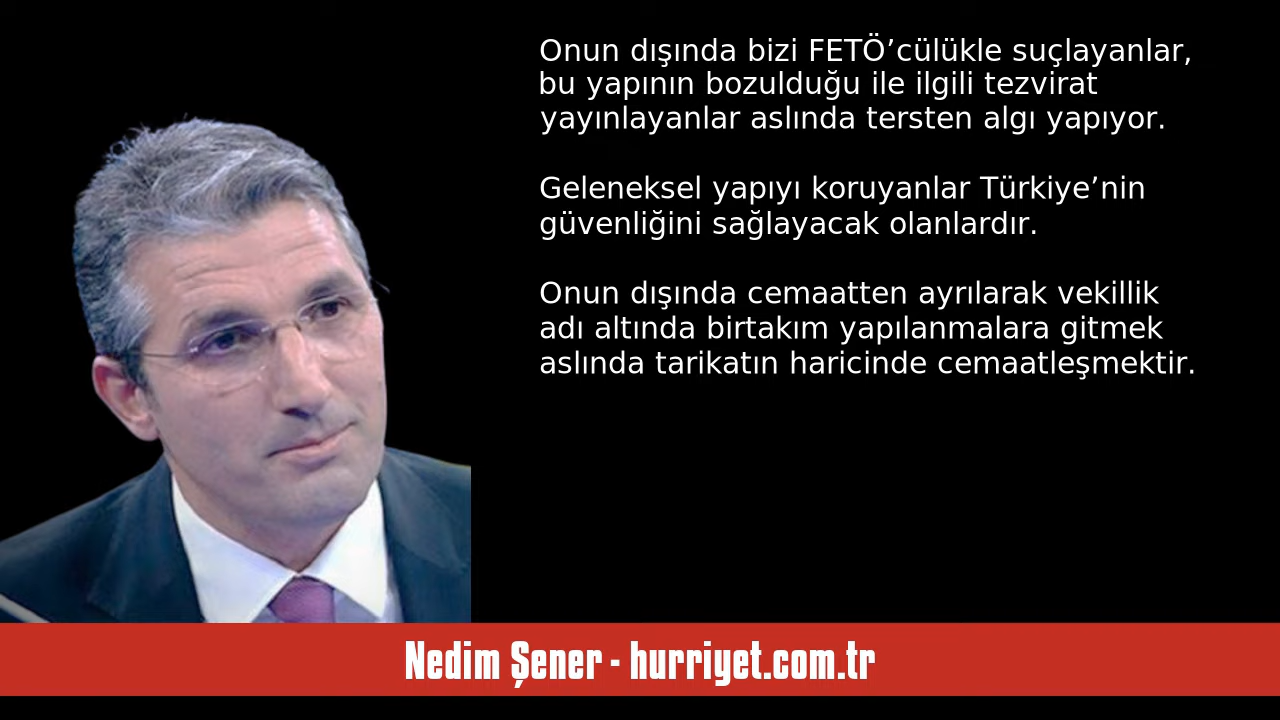 Onun dışında bizi FETÖ’cülükle suçlayanlar,
bu yapının bozulduğu ile ilgili tezvirat
yayınlayanlar aslında tersten algı yapıyor.
Geleneksel yapıyı koruyanlar Türkiye’nin
güvenliğini sağlayacak olanlardır.
Onun dışında cemaatten ayrılarak vekillik
adı altında birtakım yapılanmalara gitmek
aslında tarikatın haricinde cemaatleşmektir.
Nedim Şener - hurriyet.com.tr